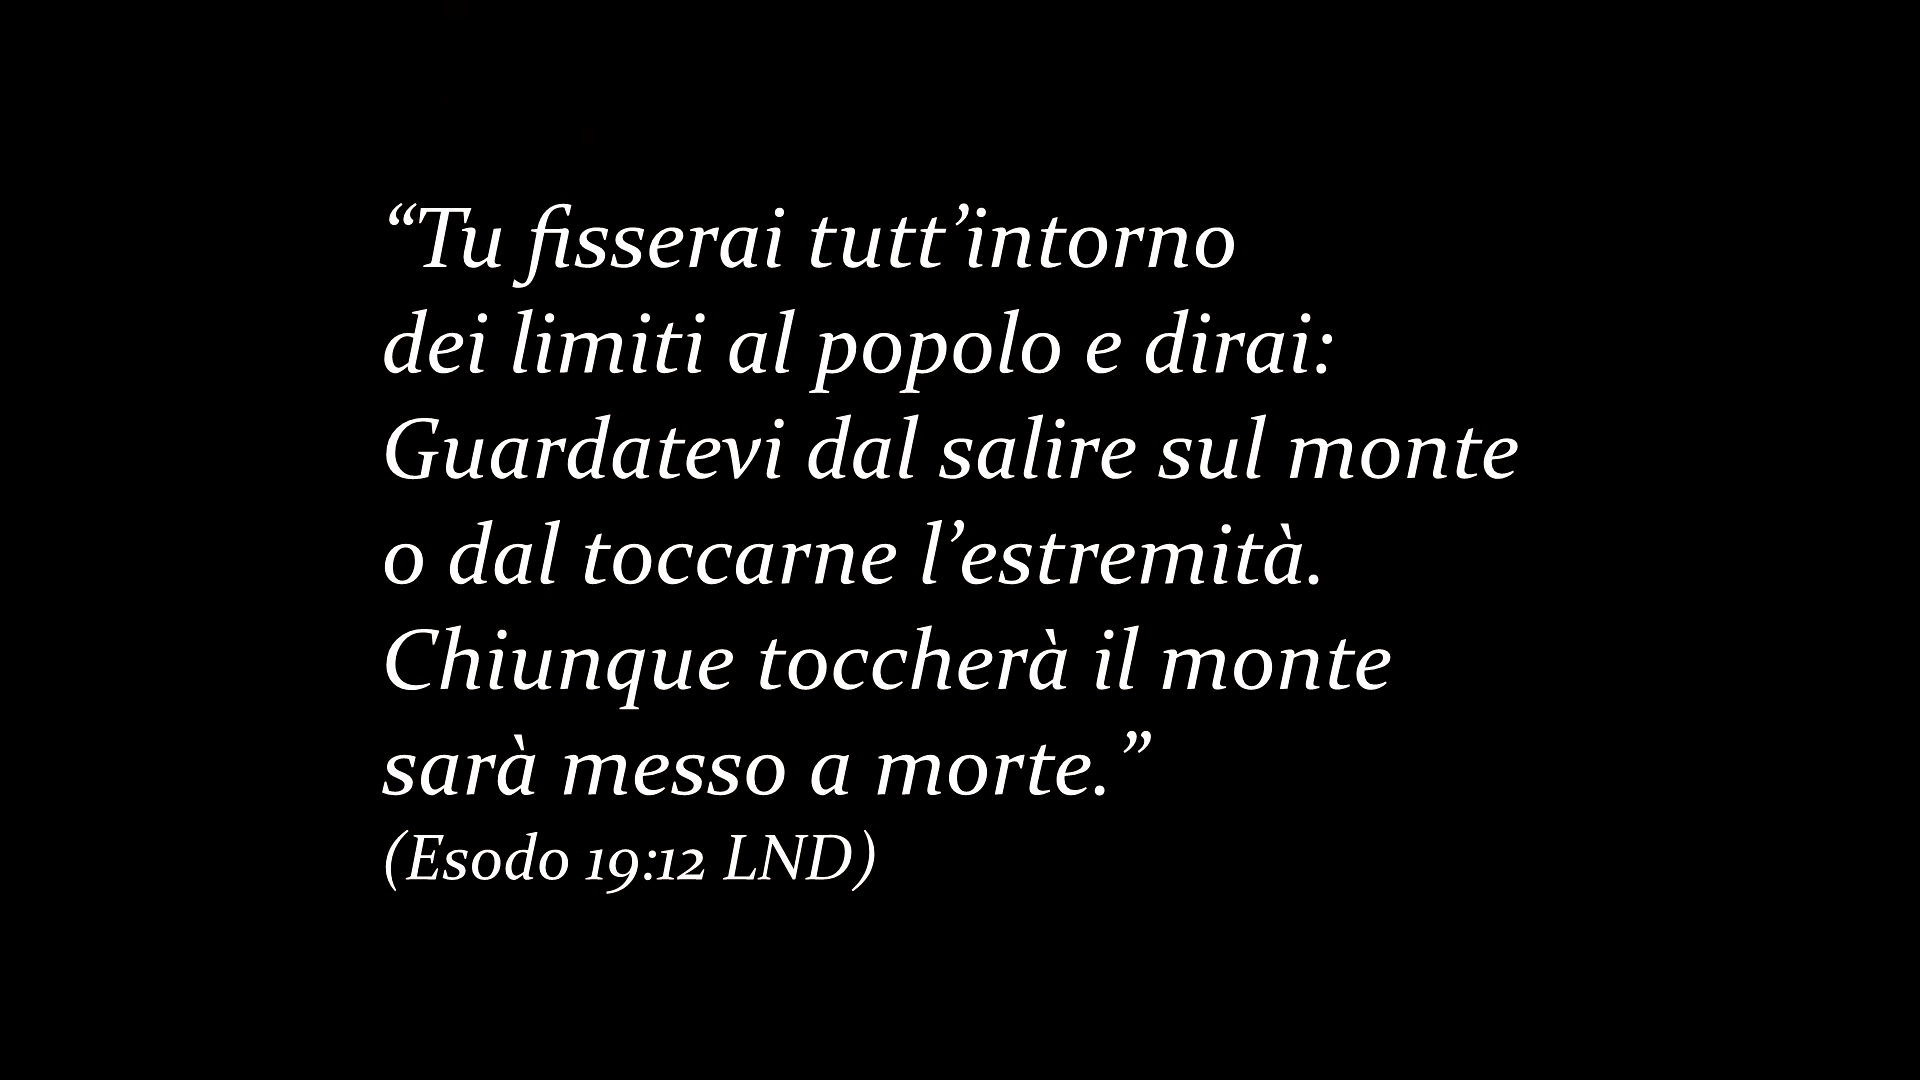 “Tu fisserai tutt’intorno
dei limiti al popolo e dirai:
Guardatevi dal salire sul monte
o dal toccarne l’estremità.
Chiunque toccherà il monte
sarà messo a morte.”
(Esodo 19:12 LND)